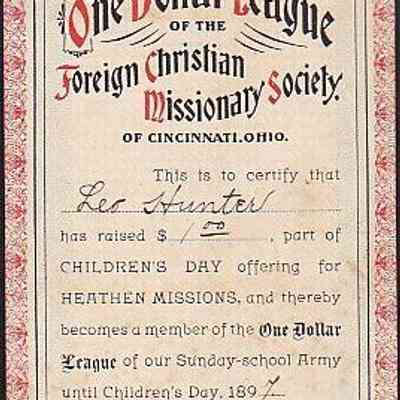 One Dollar League
OF THE
Foreign Christian
Missionary Society.
OF CINCINNATI, OHIO.
This is to certify that
Leo Hunter
has raised $ 1 00, part of
CHILDREN'S DAY offering for
HEATHEN MISSIONS, and thereby
becomes a member of the One Dollar
League of our Sunday-school Army
until Children's Day, 1897